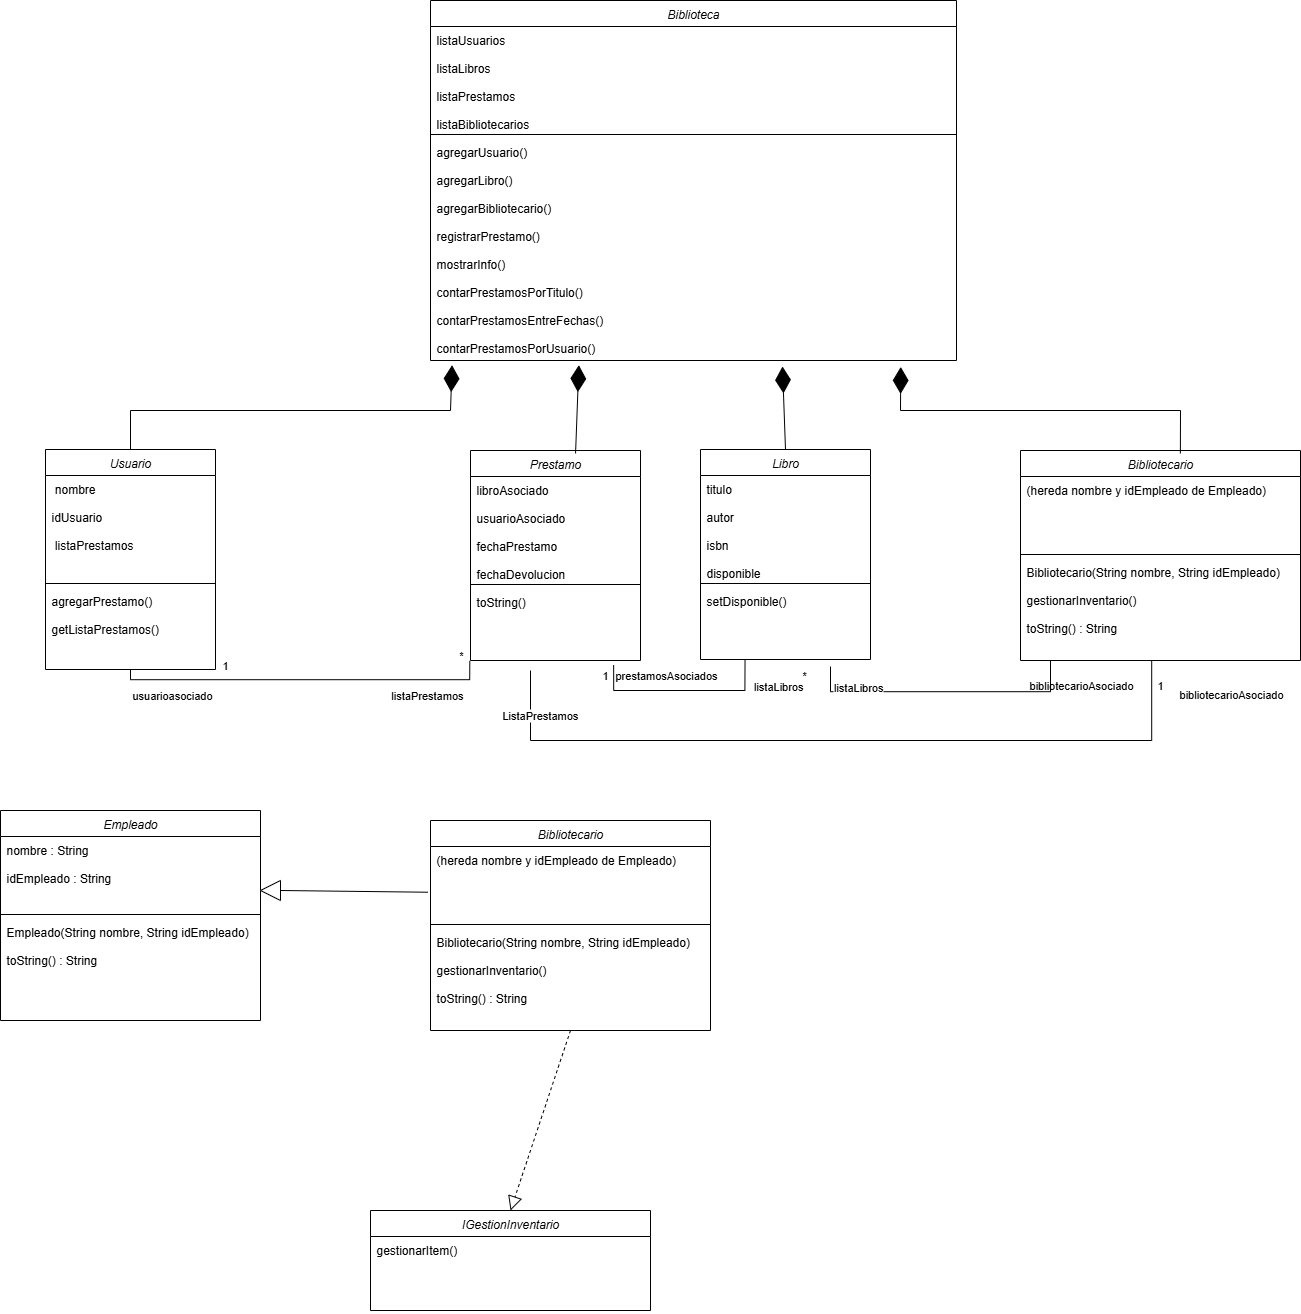 Biblioteca
listaUsuarios
listaLibros
listaPrestamos
listaBibliotecarios
agregarUsuario()
agregarLibro()
agregarBibliotecario()
registrarPrestamo()
mostrarInfo()
contarPrestamosPorTitulo()
contarPrestamosEntreFechas()
contarPrestamosPorUsuario()
Usuario
nombre
idUsuario
listaPrestamos
agregarPrestamo()
getListaPrestamos()
Prestamo
libroAsociado
usuarioAsociado
fechaPrestamo
fechaDevolucion
toString()
Libro
titulo
autor
isbn
disponible
setDisponible()
Bibliotecario
(hereda nombre y idEmpleado de Empleado)
Bibliotecario(String nombre, String idEmpleado)
gestionarInventario()
toString() : String
1
*
usuarioasociado
listaPrestamos
1
prestamosAsociados
listaLibros
*
listaLibros
bibliotecarioAsociado
1
bibliotecarioAsociado
ListaPrestamos
Empleado
nombre : String
idEmpleado : String
Empleado(String nombre, String idEmpleado)
toString() : String
Bibliotecario
(hereda nombre y idEmpleado de Empleado)
Bibliotecario(String nombre, String idEmpleado)
gestionarInventario()
toString() : String
IGestionInventario
gestionarItem()